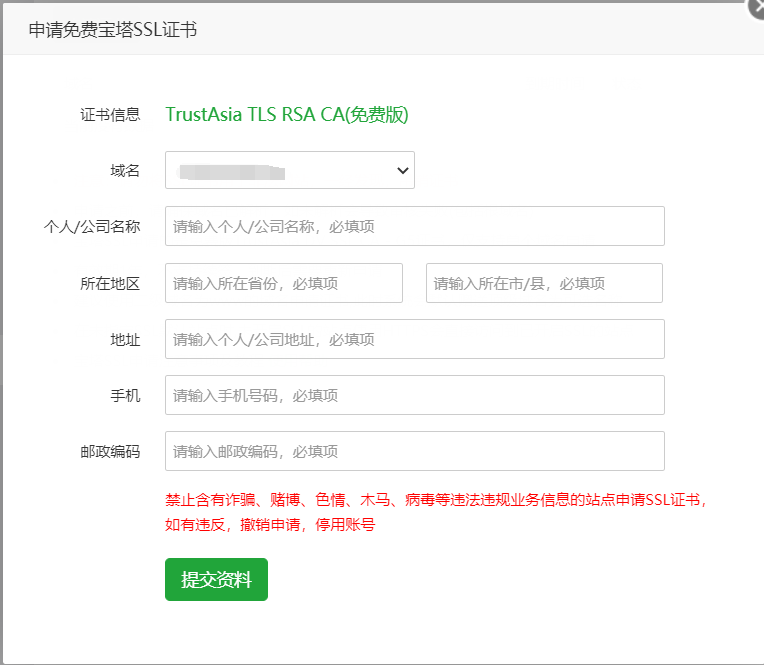 申请免费宝塔SSL证书
证书信息 TrustAsia TLS RSA CA(免费版)
域名
个人/公司名称 请输入个人/公司名称，必填项
所在地区 请输入所在省份，必填项 请输入所在市/县，必填项
地址 请输入个人/公司地址，必填项
手机 请输入手机号码，必填项
邮政编码 请输入邮政编码，必填项
禁止含有诈骗、赌博、色情、木马、病毒等违法违规业务信息的站点申请SSL证书，
如有违反，撤销申请，停用账号
提交资料